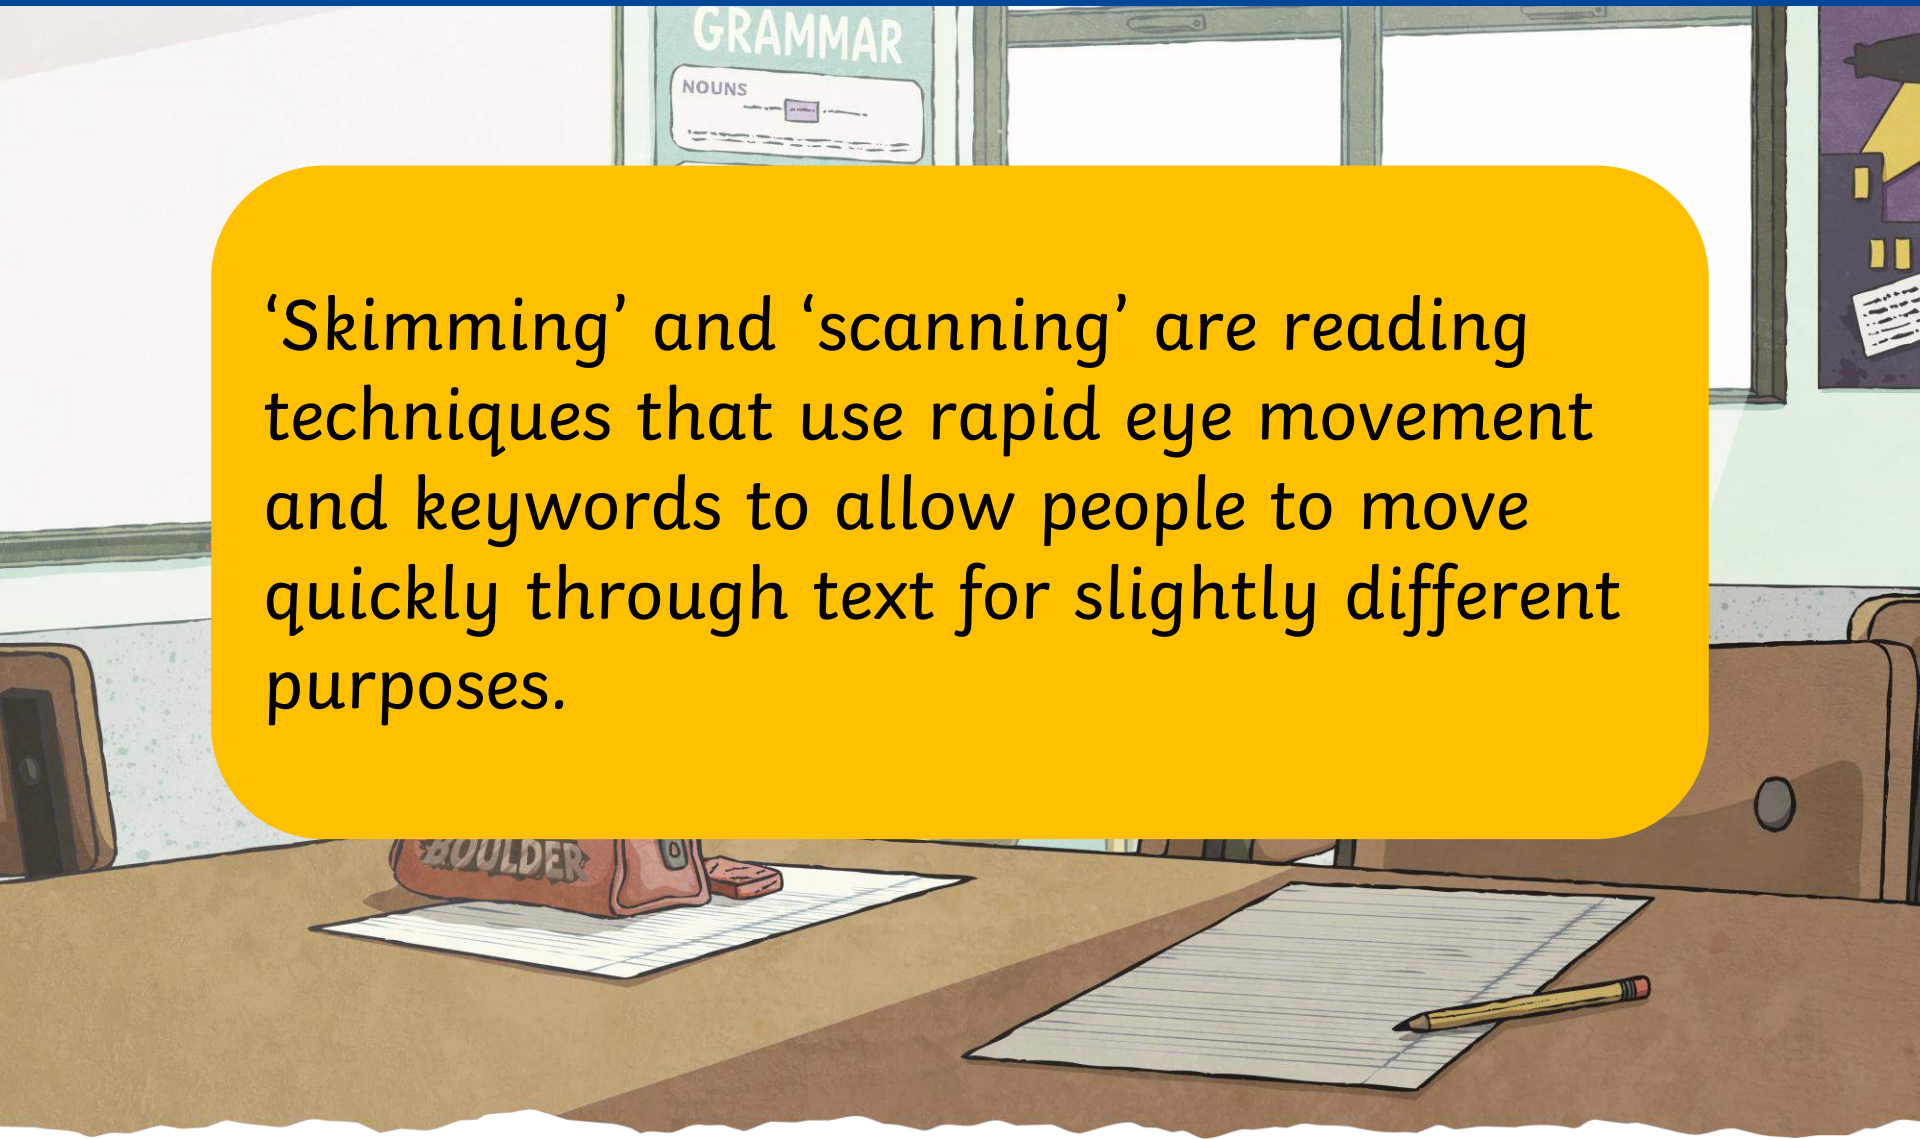 GRAMMAR
NOUNS
‘Skimming’ and ‘scanning’ are reading
techniques that use rapid eye movement
and keywords to allow people to move
quickly through text for slightly different
purposes.
BOULDER